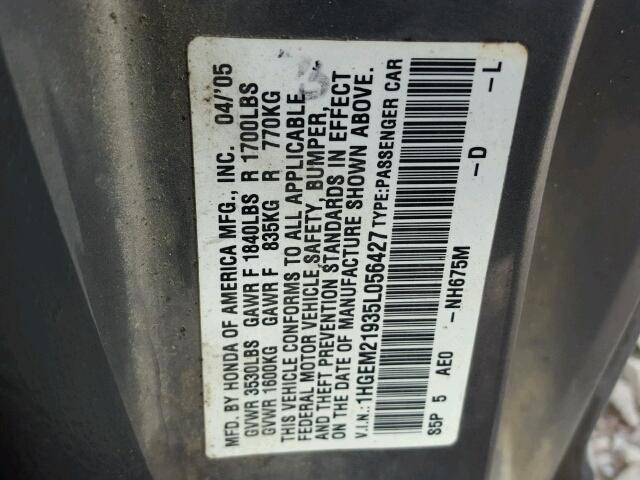 MFD. BY HONDA OF AMERICA MFG., INC. 04/'05
GVWR 3530LBS GAWR F 1840LBS R 1700LBS
GVWR 1600KG GAWR F 835KG R 770KG
THIS VEHICLE CONFORMS TO ALL APPLICABLE
FEDERAL MOTOR VEHICLE SAFETY, BUMPER,
AND THEFT PREVENTION STANDARDS IN EFFECT
ON THE DATE OF MANUFACTURE SHOWN ABOVE.
V.I.N.:1HGEM21935L056427 TYPE:PASSENGER CAR
S5P 5 AE0 -NH675M -D -L